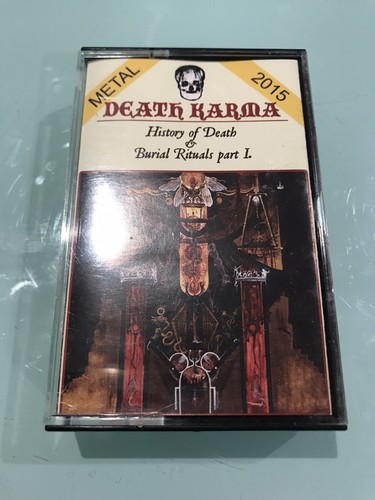 METAL
2015
DEATH KARMA
History of Death
&
Burial Rituals part I.